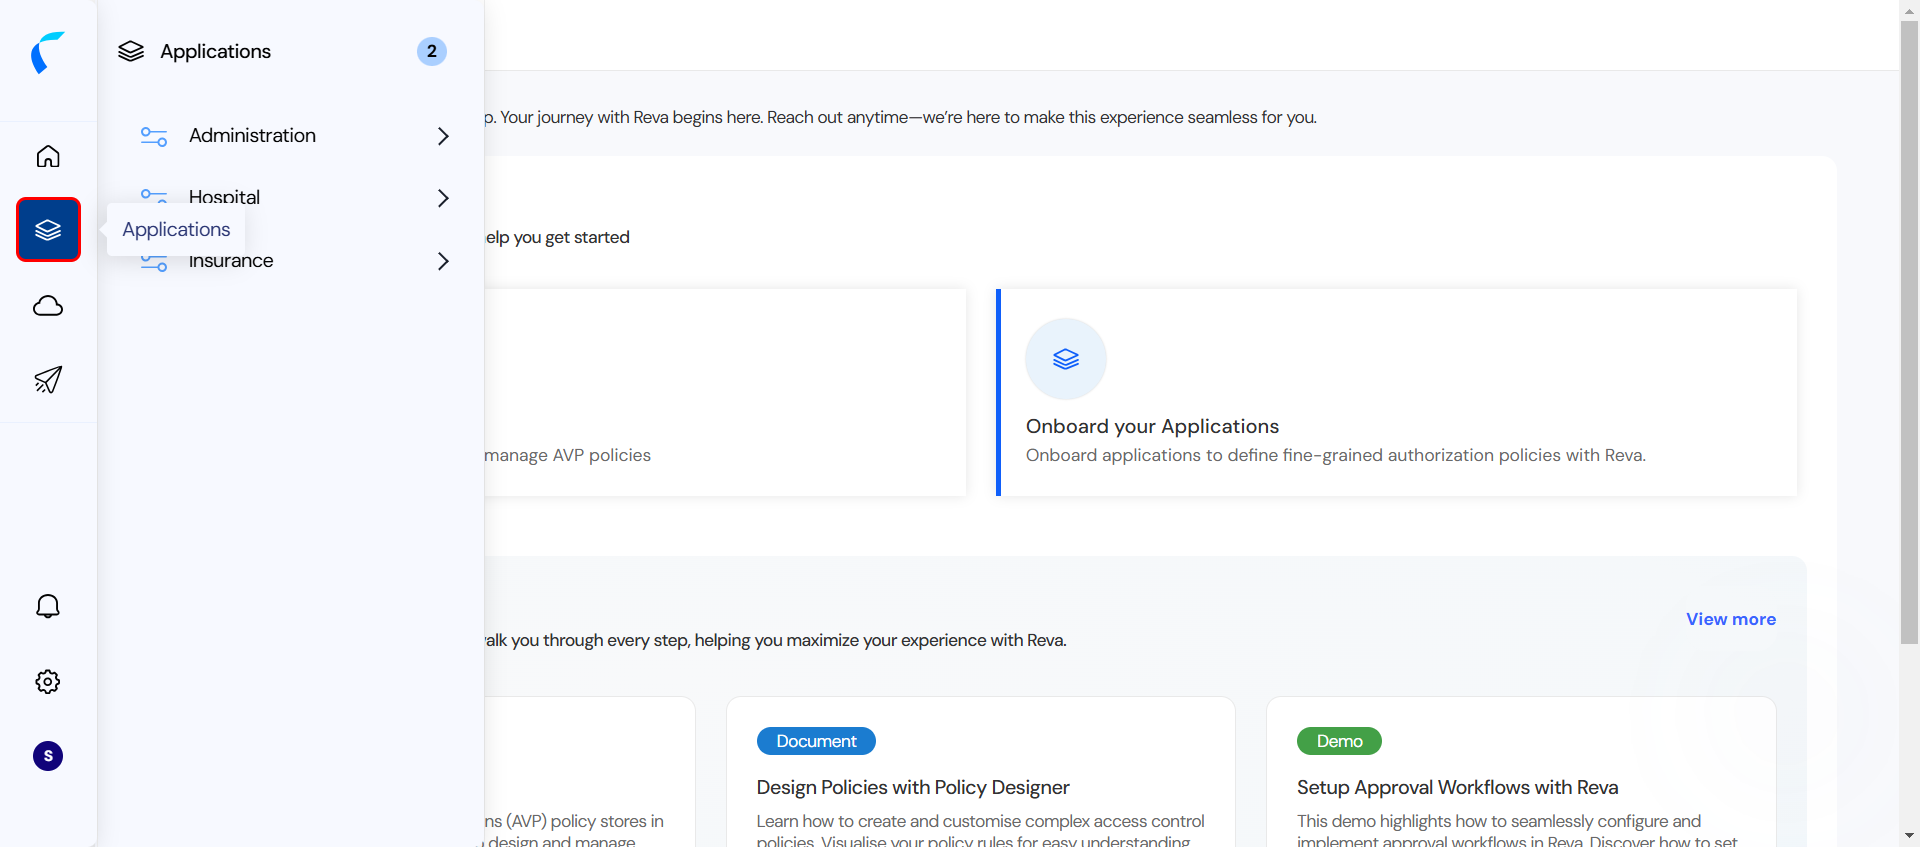 Applications
2
Administration
Hospital
Applications
Insurance
S
p. Your journey with Reva begins here. Reach out anytime—we're here to make this experience seamless for you.
help you get started
manage AVP policies
Onboard your Applications
Onboard applications to define fine-grained authorization policies with Reva.
View more
walk you through every step, helping you maximize your experience with Reva.
ns (AVP) policy stores in
design and manage
Document
Design Policies with Policy Designer
Learn how to create and customise complex access control
policies. Visualise your policy rules for easy understanding
Demo
Setup Approval Workflows with Reva
This demo highlights how to seamlessly configure and
implement approval workflows in Reva. Discover how to set